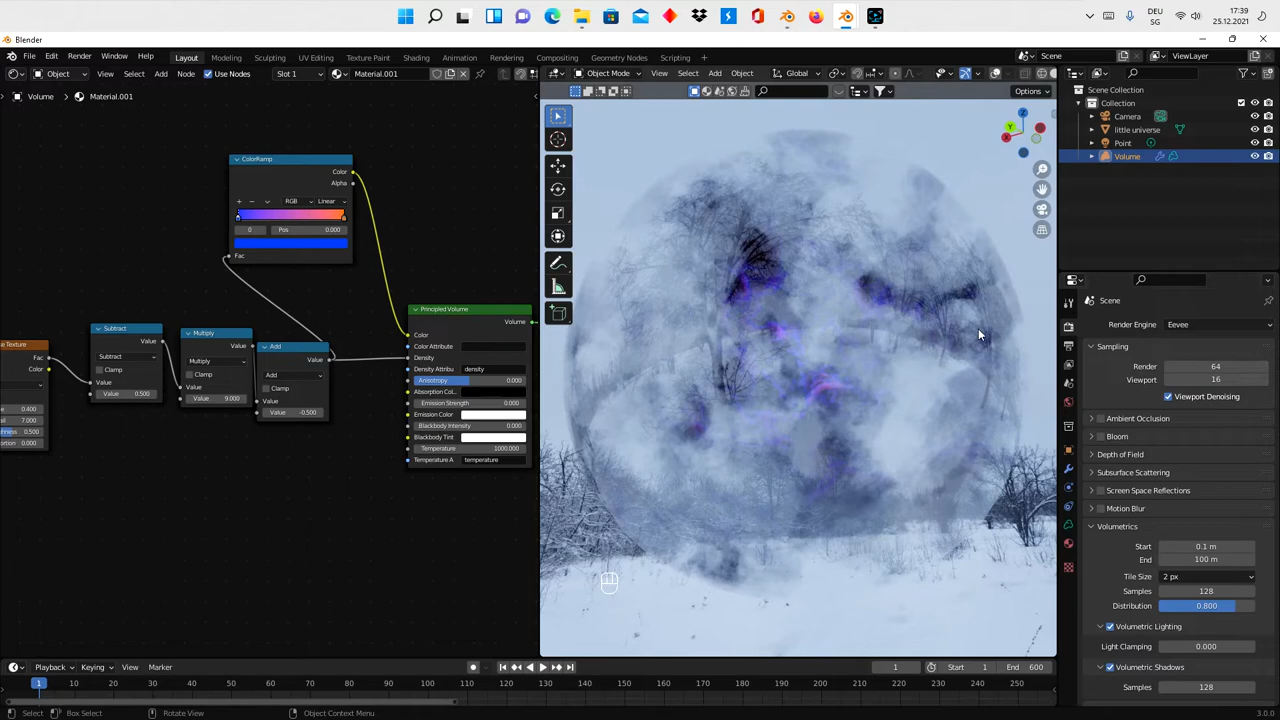 17:39
DEU
SG
25.12.2021
Blender
File Edit Render Window Help
Layout Modeling Sculpting UV Editing Texture Paint Shading Animation Rendering Compositing Geometry Nodes Scripting
Scene
ViewLayer
Object View Select Add Node Use Nodes Slot 1 Material.001
Object Mode View Select Add Object Global
Options
Volume > Material.001
Scene Collection
Collection
Camera
little universe
Point
Volume
ColorRamp
Color
Alpha
RGB Linear
0 Pos 0.000
Fac
e Texture
Fac
Color
0.400
7.000
0.500
0.000
Subtract
Value
Subtract
Clamp
Value
Value 0.500
Multiply
Value
Multiply
Clamp
Value
Value 9.000
Add
Value
Add
Clamp
Value
Value -0.500
Principled Volume
Volume
Color
Color Attribute
Density
Density Attribu density
Anisotropy 0.000
Absorption Col..
Emission Strength 0.000
Emission Color
Blackbody Intensity 0.000
Blackbody Tint
Temperature 1000.000
Temperature A temperature
Scene
Render Engine Eevee
Sampling
Render 64
Viewport 16
Viewport Denoising
Ambient Occlusion
Bloom
Depth of Field
Subsurface Scattering
Screen Space Reflections
Motion Blur
Volumetrics
Start 0.1 m
End 100 m
Tile Size 2 px
Samples 128
Distribution 0.800
Volumetric Lighting
Light Clamping 0.000
Volumetric Shadows
Samples 128
Playback Keying View Marker
1 Start 1 End 600
1 10 20 30 40 50 60 70 80 90 100 110 120 130 140 150 160 170 180 190 200 210 220 230 240 250
Select Box Select Rotate View Object Context Menu
3.0.0